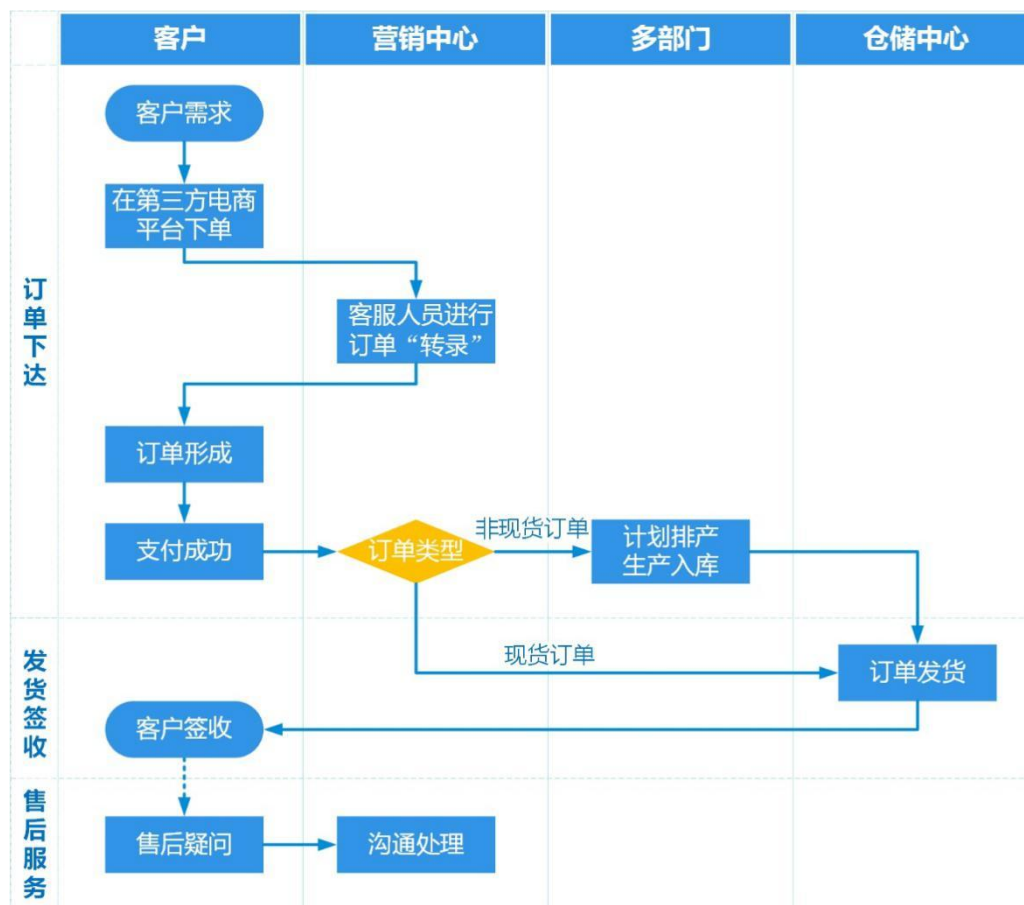 客户
营销中心
多部门
仓储中心
订单下达
客户需求
在第三方电商
平台下单
客服人员进行
订单“转录”
订单形成
支付成功
订单类型
非现货订单
计划排产
生产入库
发货签收
现货订单
订单发货
客户签收
售后服务
售后疑问
沟通处理